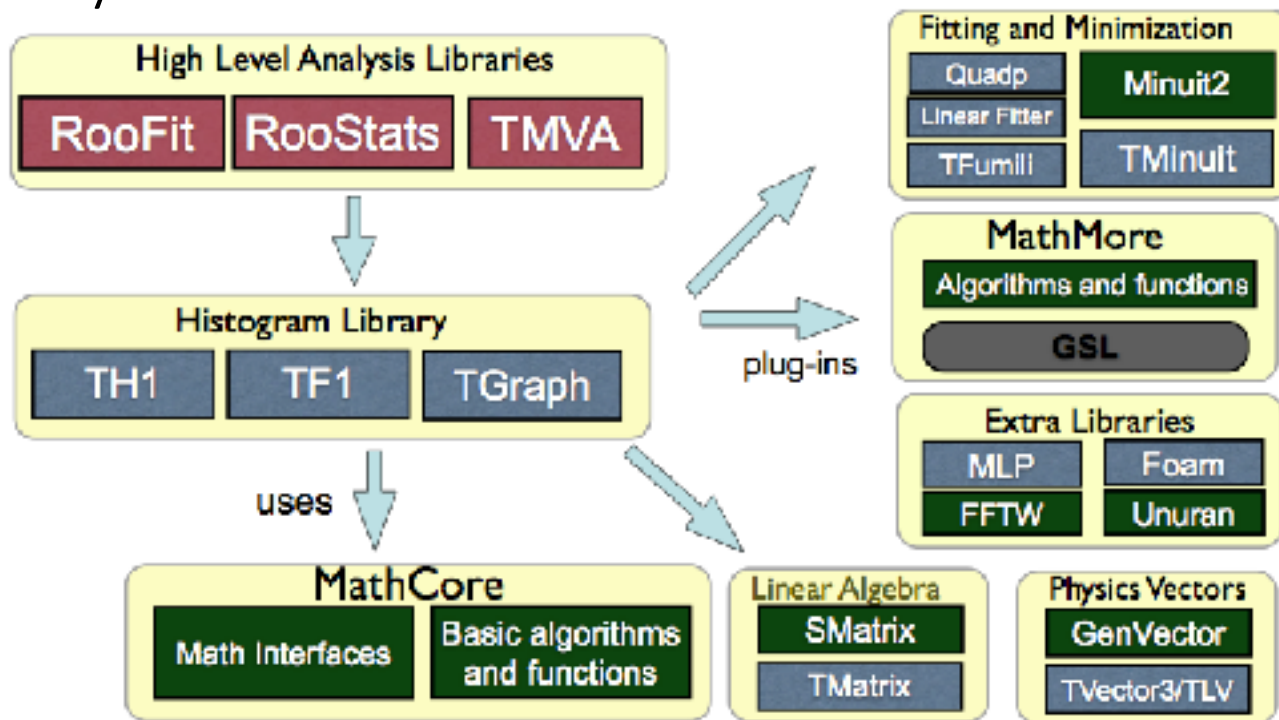 High Level Analysis Libraries
RooFit
RooStats
TMVA
Histogram Library
TH1
TF1
TGraph
uses
plug-ins
MathCore
Math Interfaces
Basic algorithms
and functions
Linear Algebra
SMatrix
TMatrix
Physics Vectors
GenVector
TVector3/TLV
Fitting and Minimization
Quadp
Linear Fitter
TFumili
Minuit2
TMinuit
MathMore
Algorithms and functions
GSL
Extra Libraries
MLP
Foam
FFTW
Unuran